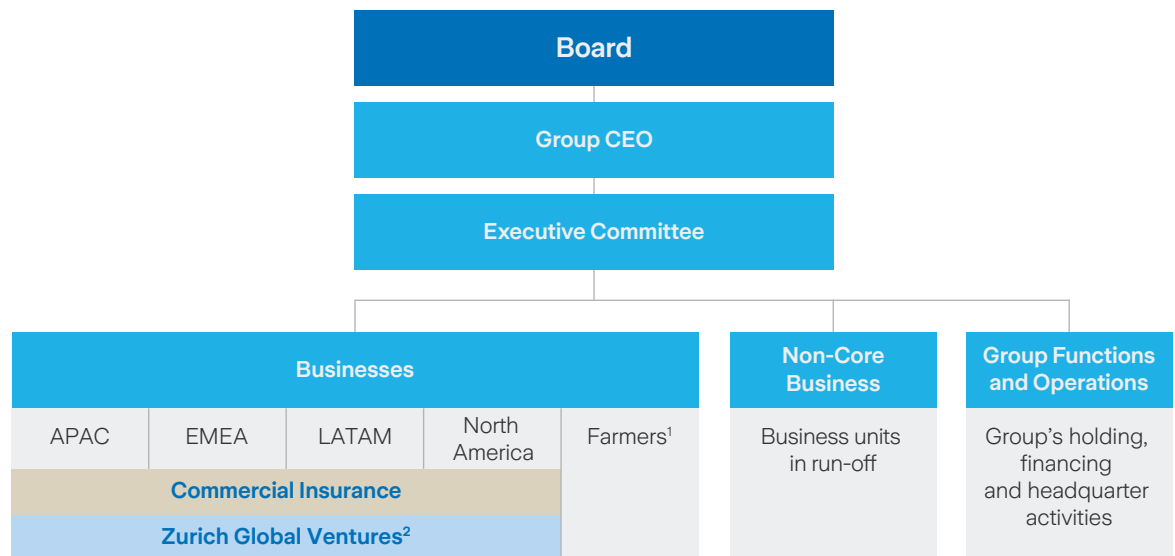 Board
Group CEO
Executive Committee
Businesses
APAC
EMEA
LATAM
North
America
Farmers¹
Commercial Insurance
Zurich Global Ventures²
Non-Core
Business
Business units
in run-off
Group Functions
and Operations
Group’s holding,
financing
and headquarter
activities